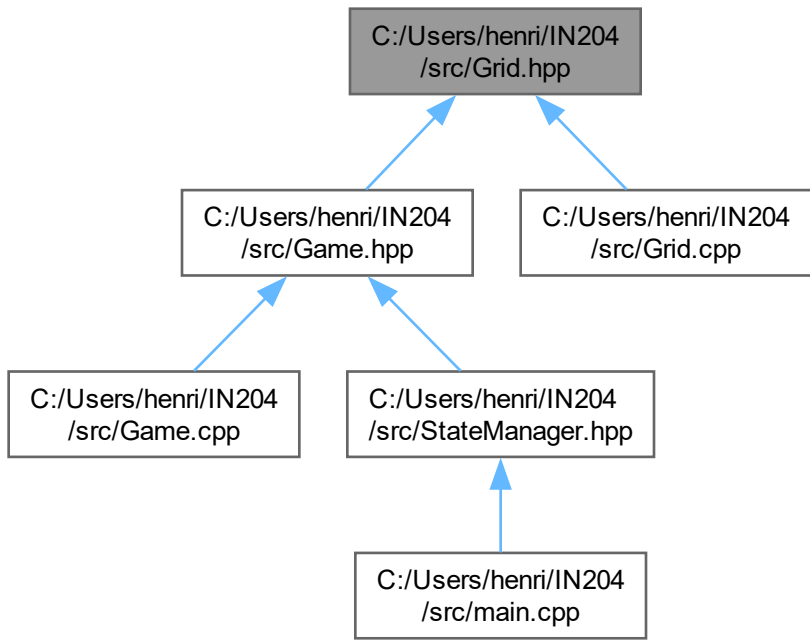 C:/Users/henri/IN204
/src/Grid.hpp
C:/Users/henri/IN204
/src/Game.hpp
C:/Users/henri/IN204
/src/Grid.cpp
C:/Users/henri/IN204
/src/Game.cpp
C:/Users/henri/IN204
/src/StateManager.hpp
C:/Users/henri/IN204
/src/main.cpp